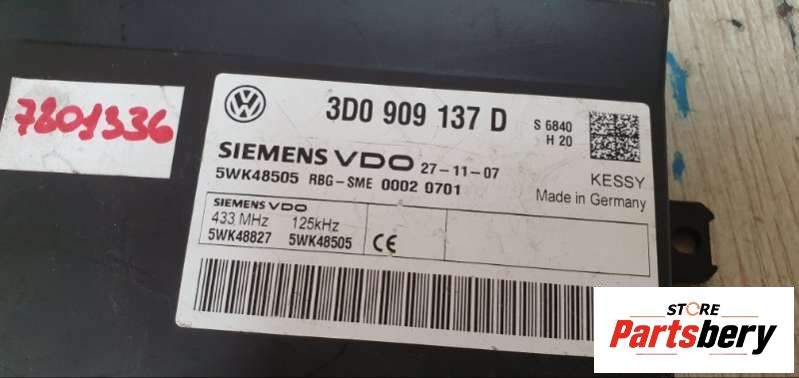 7801336
3D0 909 137 D
S 6840
H 20
SIEMENS VDO 27-11-07
5WK48505 RBG-SME 0002 0701
KESSY
Made in Germany
SIEMENS VDO
433 MHz 125kHz
5WK48827 5WK48505
CE
STORE
Partsbery